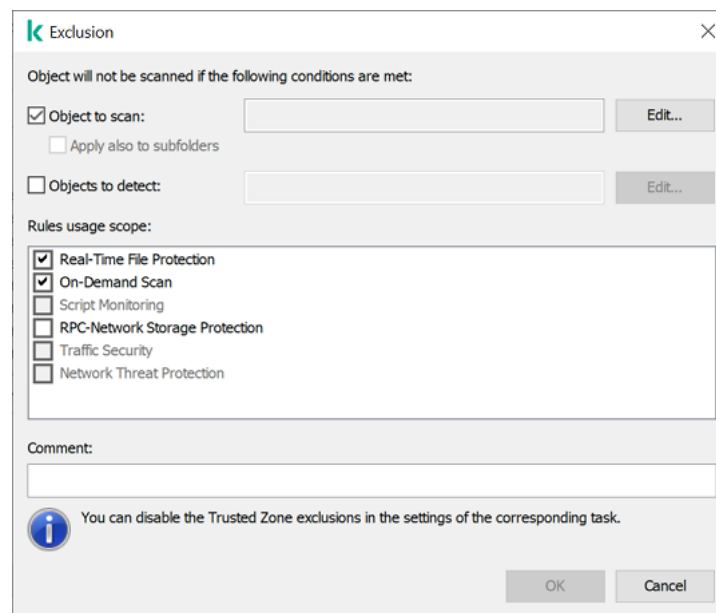 Exclusion
Object will not be scanned if the following conditions are met:
Object to scan:
Edit...
Apply also to subfolders
Objects to detect:
Edit...
Rules usage scope:
Real-Time File Protection
On-Demand Scan
Script Monitoring
RPC-Network Storage Protection
Traffic Security
Network Threat Protection
Comment:
You can disable the Trusted Zone exclusions in the settings of the corresponding task.
OK
Cancel